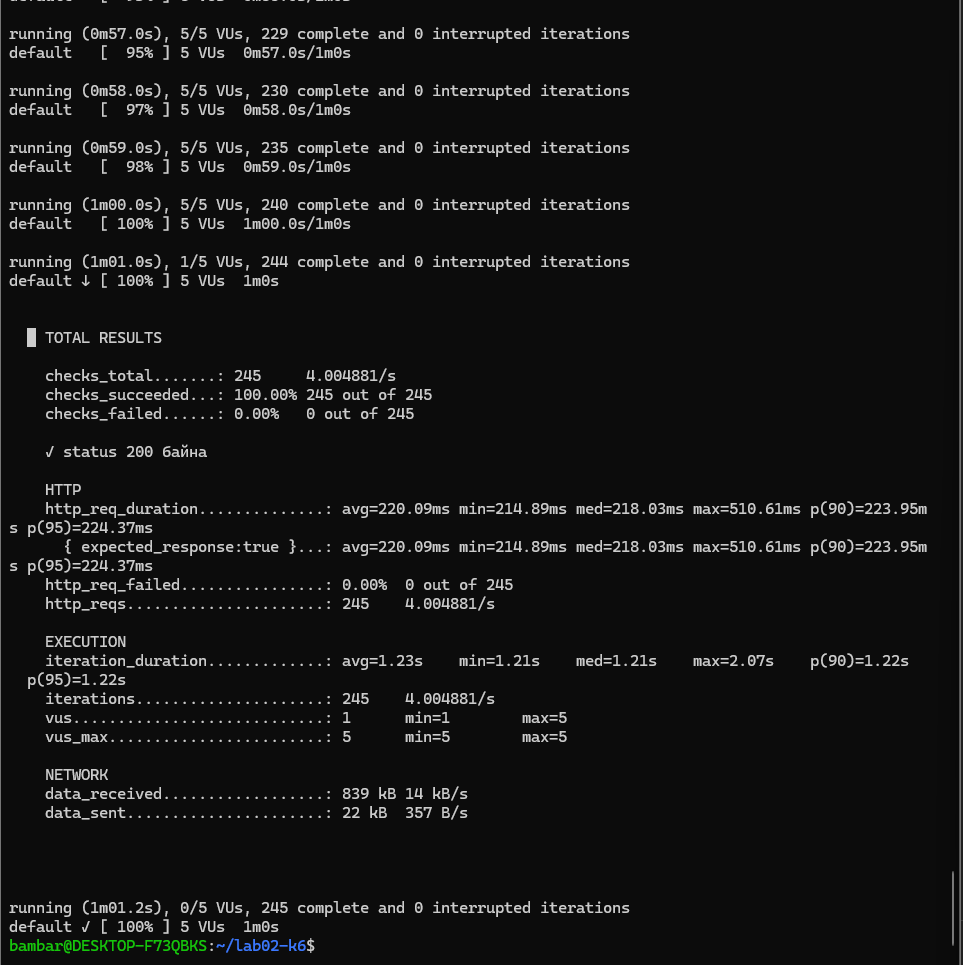 running (0m57.0s), 5/5 VUs, 229 complete and 0 interrupted iterations
default   [  95% ] 5 VUs  0m57.0s/1m0s
running (0m58.0s), 5/5 VUs, 230 complete and 0 interrupted iterations
default   [  97% ] 5 VUs  0m58.0s/1m0s
running (0m59.0s), 5/5 VUs, 235 complete and 0 interrupted iterations
default   [  98% ] 5 VUs  0m59.0s/1m0s
running (1m00.0s), 5/5 VUs, 240 complete and 0 interrupted iterations
default   [ 100% ] 5 VUs  1m00.0s/1m0s
running (1m01.0s), 1/5 VUs, 244 complete and 0 interrupted iterations
default ↓ [ 100% ] 5 VUs  1m0s
█ TOTAL RESULTS
checks_total.......: 245     4.004881/s
checks_succeeded...: 100.00% 245 out of 245
checks_failed......: 0.00%   0 out of 245
✓ status 200 байна
HTTP
http_req_duration..............: avg=220.09ms min=214.89ms med=218.03ms max=510.61ms p(90)=223.95m
s p(95)=224.37ms
{ expected_response:true }...: avg=220.09ms min=214.89ms med=218.03ms max=510.61ms p(90)=223.95m
s p(95)=224.37ms
http_req_failed................: 0.00%  0 out of 245
http_reqs......................: 245    4.004881/s
EXECUTION
iteration_duration.............: avg=1.23s    min=1.21s    med=1.21s    max=2.07s    p(90)=1.22s
p(95)=1.22s
iterations.....................: 245    4.004881/s
vus............................: 1      min=1        max=5
vus_max........................: 5      min=5        max=5
NETWORK
data_received..................: 839 kB 14 kB/s
data_sent......................: 22 kB  357 B/s
running (1m01.2s), 0/5 VUs, 245 complete and 0 interrupted iterations
default ✓ [ 100% ] 5 VUs  1m0s
bambar@DESKTOP-F73QBKS:~/lab02-k6$